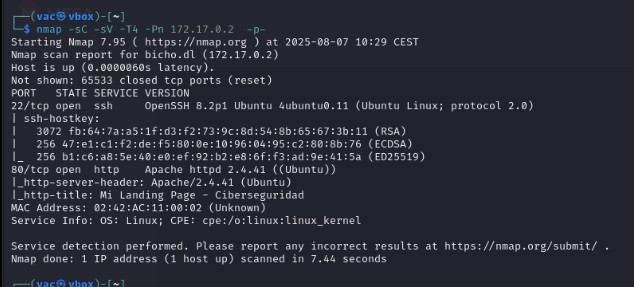 ┌──(vac㉿vbox)-[~]
└─$ nmap -sC -sV -T4 -Pn 172.17.0.2  -p-
Starting Nmap 7.95 ( https://nmap.org ) at 2025-08-07 10:29 CEST
Nmap scan report for bicho.dl (172.17.0.2)
Host is up (0.0000060s latency).
Not shown: 65533 closed tcp ports (reset)
PORT   STATE SERVICE VERSION
22/tcp open  ssh     OpenSSH 8.2p1 Ubuntu 4ubuntu0.11 (Ubuntu Linux; protocol 2.0)
| ssh-hostkey:
|   3072 fb:64:7a:a5:1f:d3:f2:73:9c:8d:54:8b:65:67:3b:11 (RSA)
|   256 47:e1:c1:f2:de:f5:80:0e:10:96:04:95:c2:80:8b:76 (ECDSA)
|_  256 b1:c6:a8:5e:40:e0:ef:92:b2:e8:6f:f3:ad:9e:41:5a (ED25519)
80/tcp open  http    Apache httpd 2.4.41 ((Ubuntu))
|_http-server-header: Apache/2.4.41 (Ubuntu)
|_http-title: Mi Landing Page - Ciberseguridad
MAC Address: 02:42:AC:11:00:02 (Unknown)
Service Info: OS: Linux; CPE: cpe:/o:linux:linux_kernel
Service detection performed. Please report any incorrect results at https://nmap.org/submit/ .
Nmap done: 1 IP address (1 host up) scanned in 7.44 seconds
┌──(vac㉿vbox)-[~]